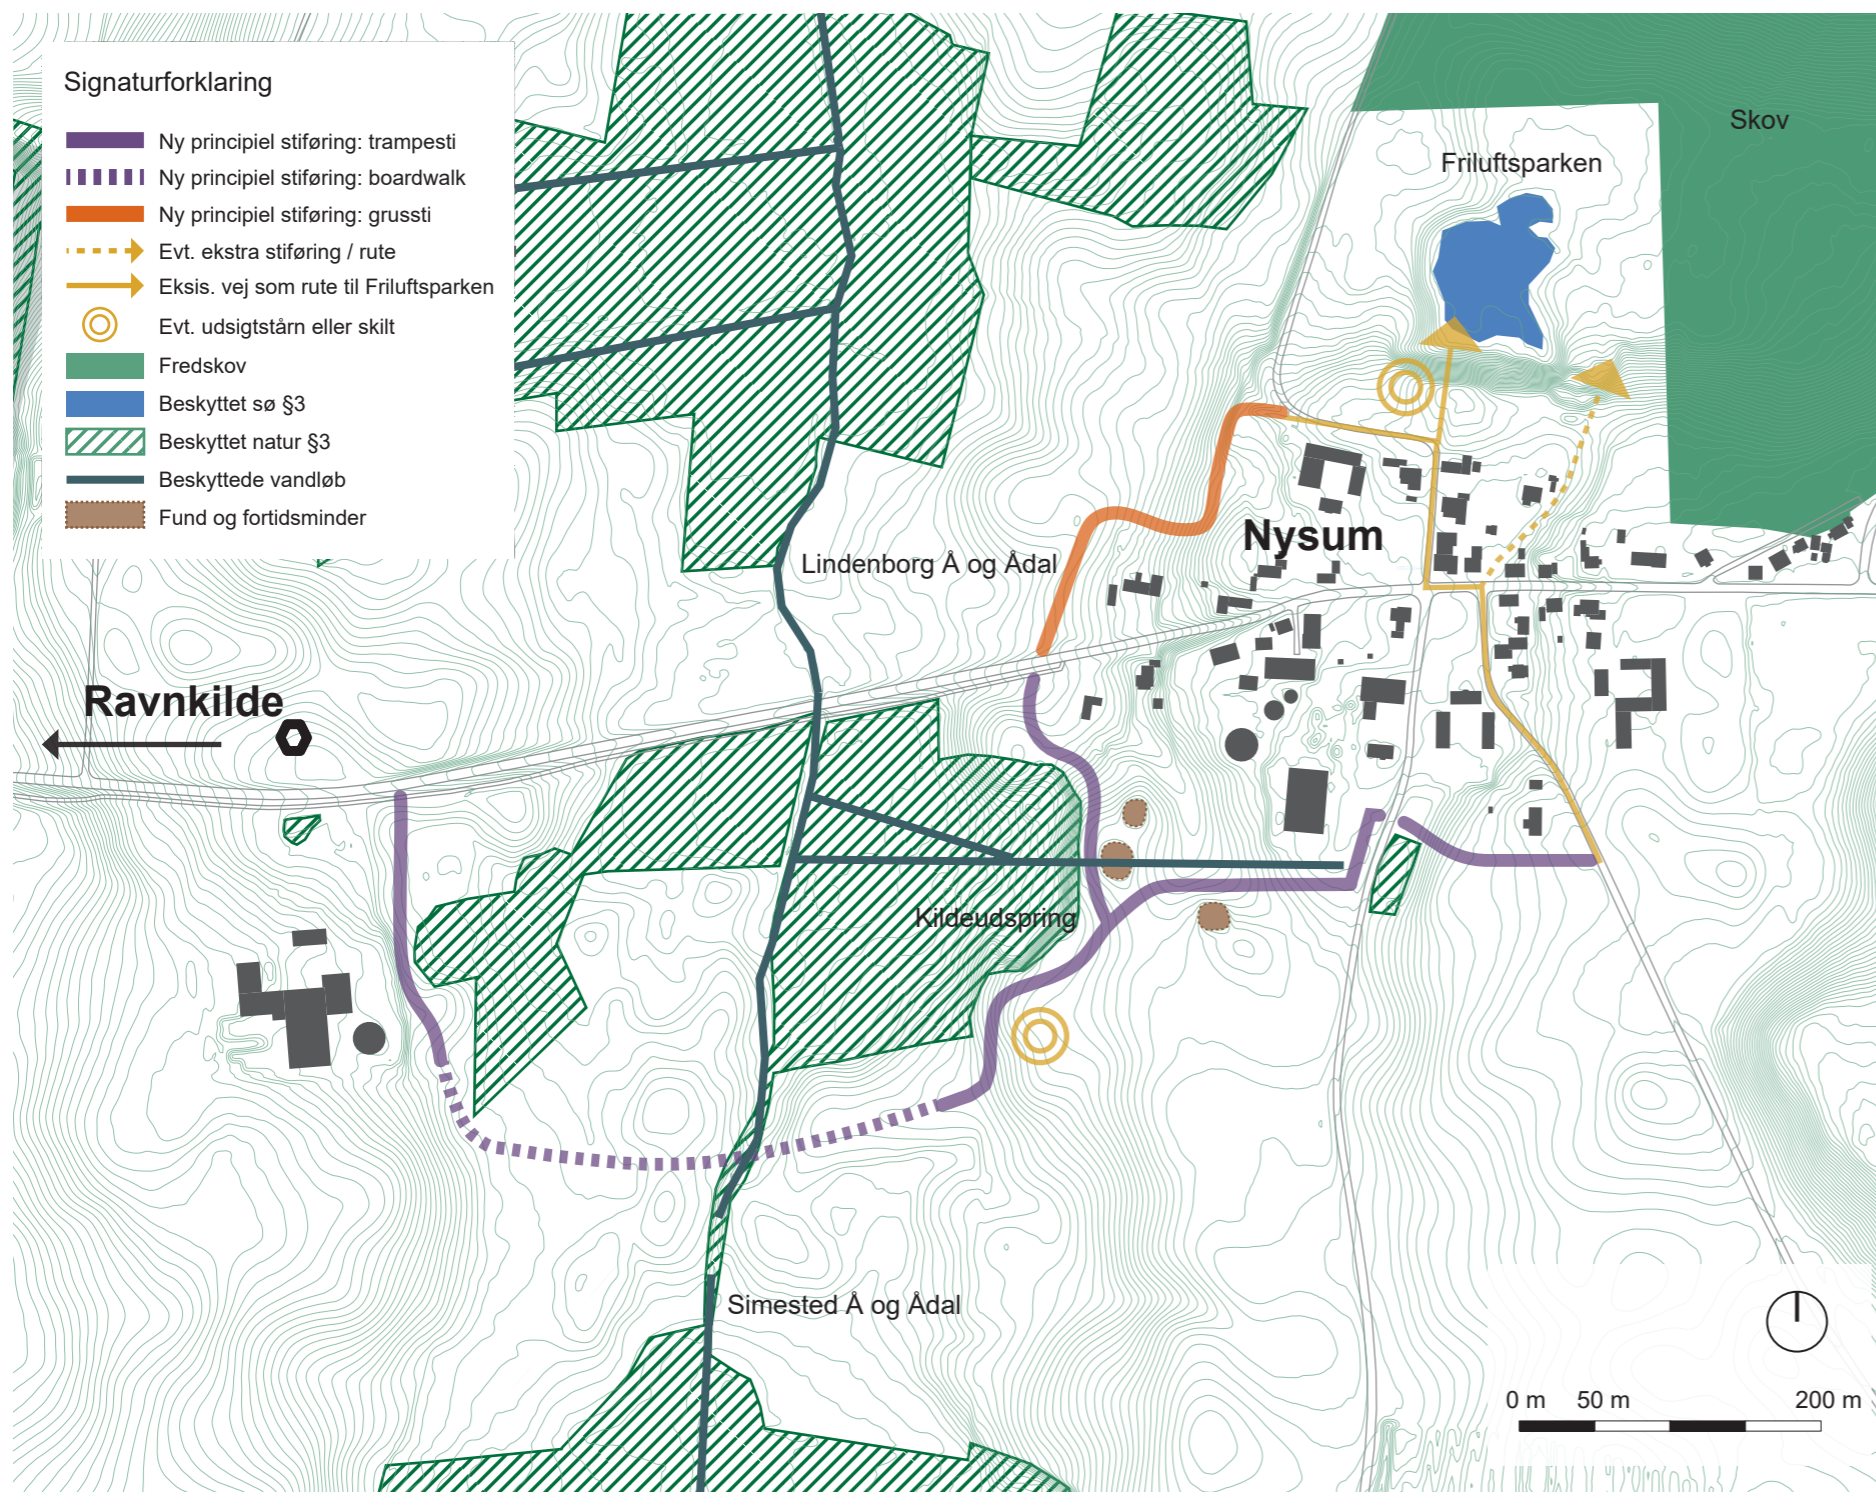 Signaturforklaring
Ny principiel stiføring: trampesti
Ny principiel stiføring: boardwalk
Ny principiel stiføring: grussti
Evt. ekstra stiføring / rute
Eksis. vej som rute til Friluftsparken
Evt. udsigtstårn eller skilt
Fredskov
Beskyttet sø §3
Beskyttet natur §3
Beskyttede vandløb
Fund og fortidsminder
Skov
Friluftsparken
Nysum
Lindenborg Å og Ådal
Ravnkilde
Kildeudspring
Simested Å og Ådal
0 m 50 m 200 m